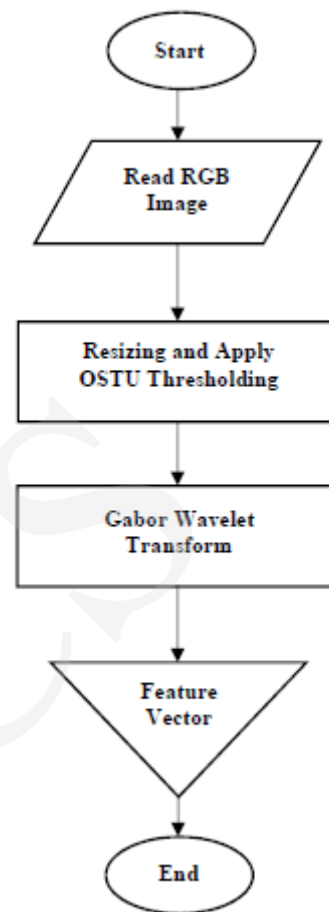 Start
Read RGB
Image
Resizing and Apply
OSTU Thresholding
Gabor Wavelet
Transform
Feature
Vector
End